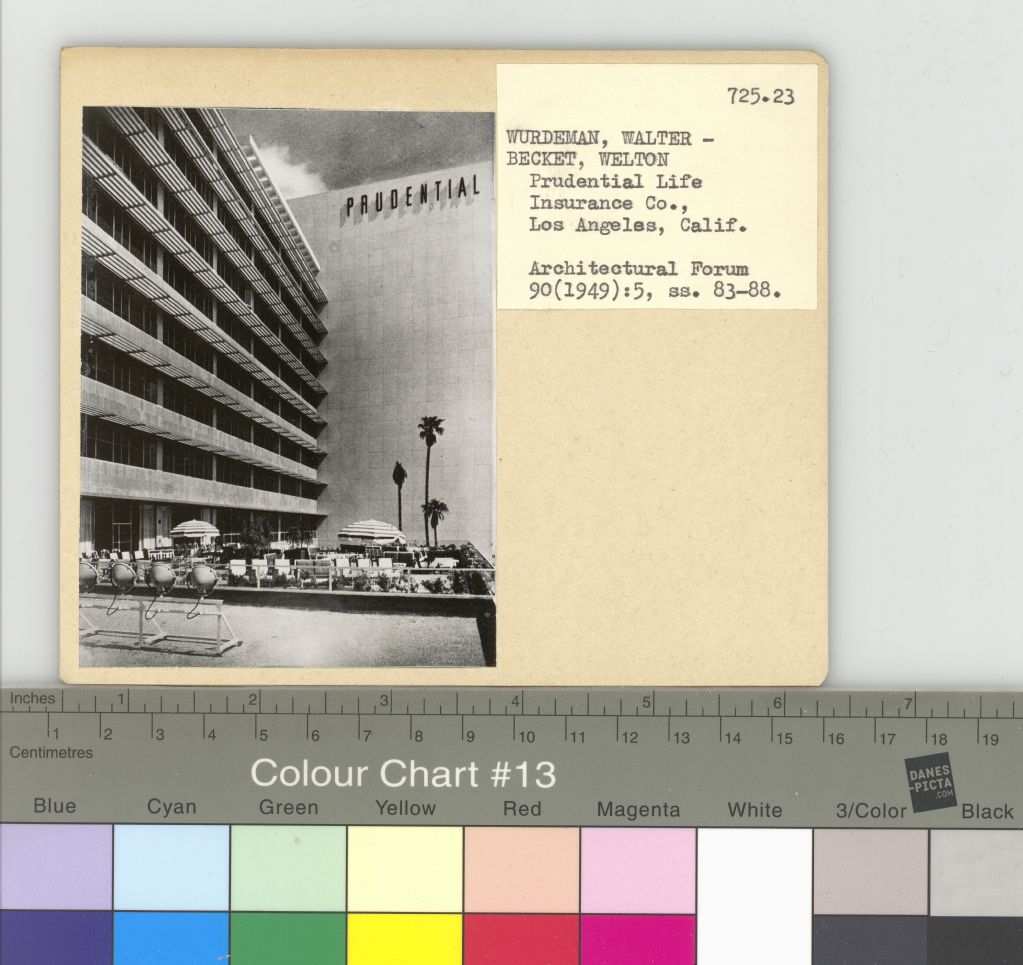 725.23
WURDEMAN, WALTER -
BECKET, WELTON
Prudential Life
Insurance Co.,
Los Angeles, Calif.
Architectural Forum
90(1949):5, ss. 83-88.
PRUDENTIAL
Inches 1 2 3 4 5 6 7
1 2 3 4 5 6 7 8 9 10 11 12 13 14 15 16 17 18 19
Centimetres
Colour Chart #13
DANES
-PICTA
.COM
Blue Cyan Green Yellow Red Magenta White 3/Color Black